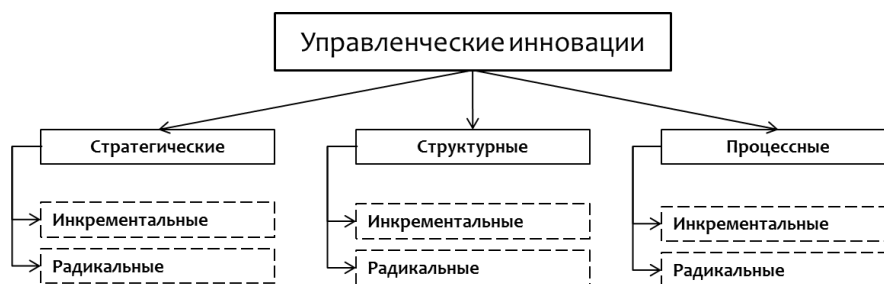 Управленческие инновации
Стратегические
Структурные
Процессные
Инкрементальные
Инкрементальные
Инкрементальные
Радикальные
Радикальные
Радикальные